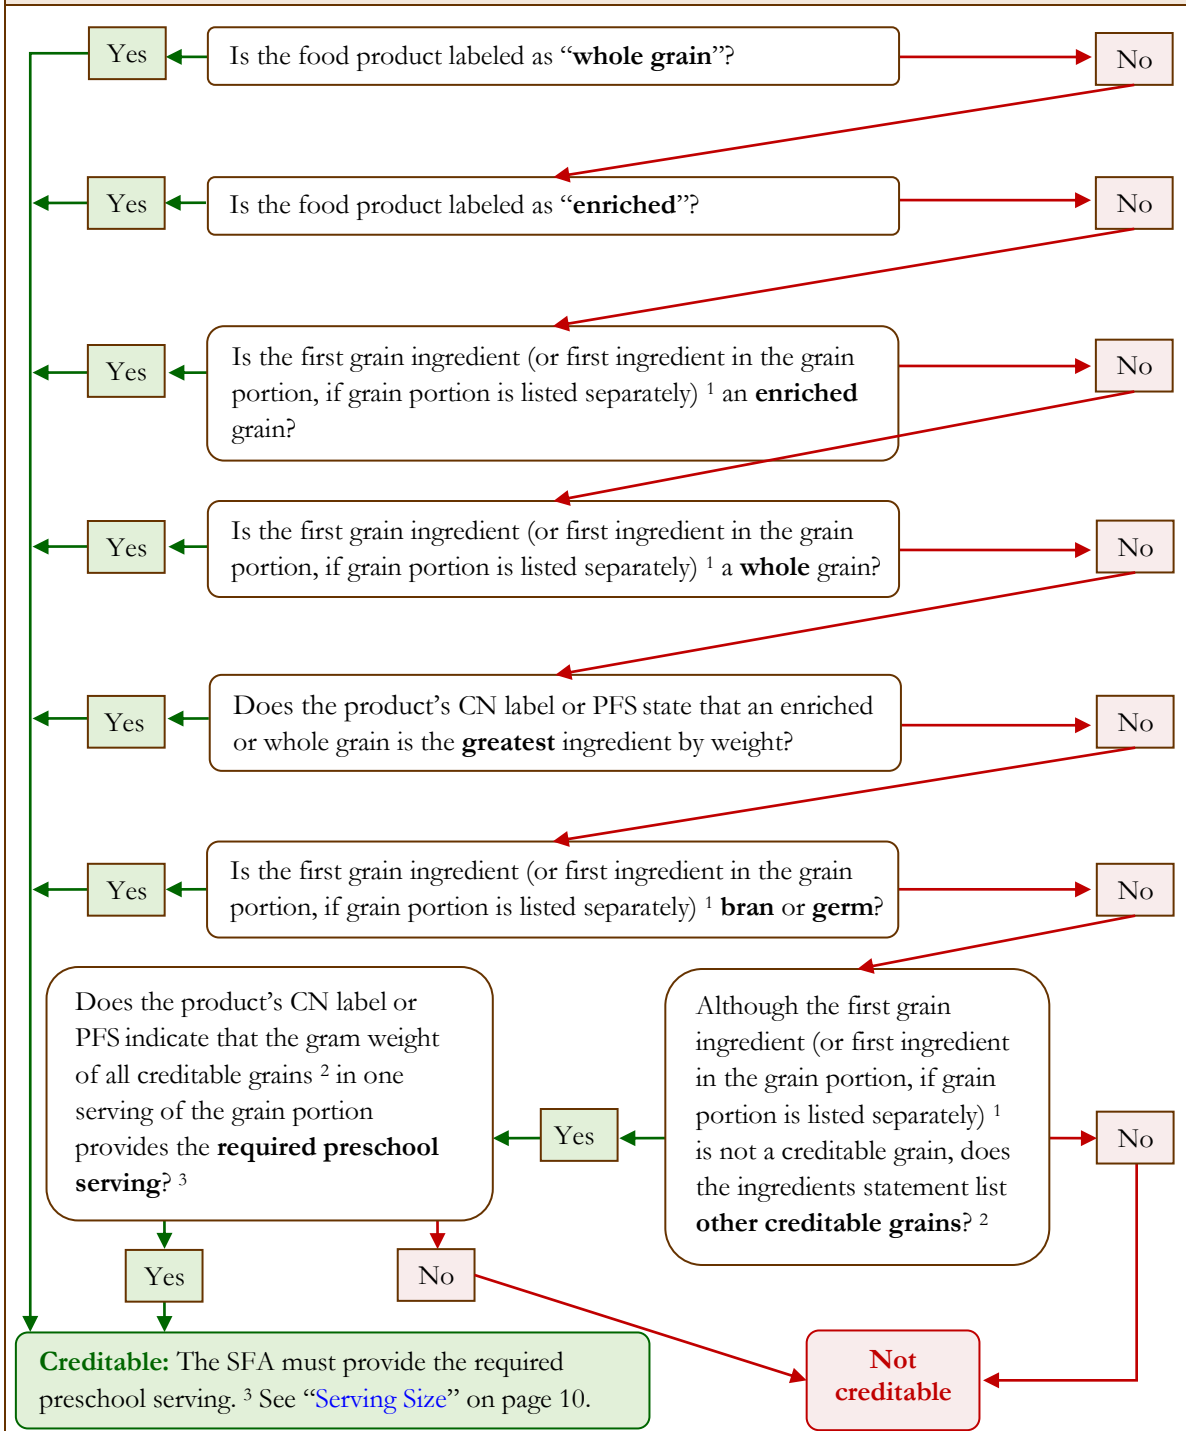 Yes
Is the food product labeled as “whole grain”?
No
Yes
Is the food product labeled as “enriched”?
No
Yes
Is the first grain ingredient (or first ingredient in the grain
portion, if grain portion is listed separately) ¹ an enriched
grain?
No
Yes
Is the first grain ingredient (or first ingredient in the grain
portion, if grain portion is listed separately) ¹ a whole grain?
No
Yes
Does the product’s CN label or PFS state that an enriched
or whole grain is the greatest ingredient by weight?
No
Yes
Is the first grain ingredient (or first ingredient in the grain
portion, if grain portion is listed separately) ¹ bran or germ?
No
Although the first grain
ingredient (or first ingredient
in the grain portion, if grain
portion is listed separately) ¹
is not a creditable grain, does
the ingredients statement list
other creditable grains? ²
Yes
No
Does the product’s CN label or
PFS indicate that the gram weight
of all creditable grains ² in one
serving of the grain portion
provides the required preschool
serving? ³
Yes
No
Creditable: The SFA must provide the required
preschool serving. ³ See “Serving Size” on page 10.
Not
creditable